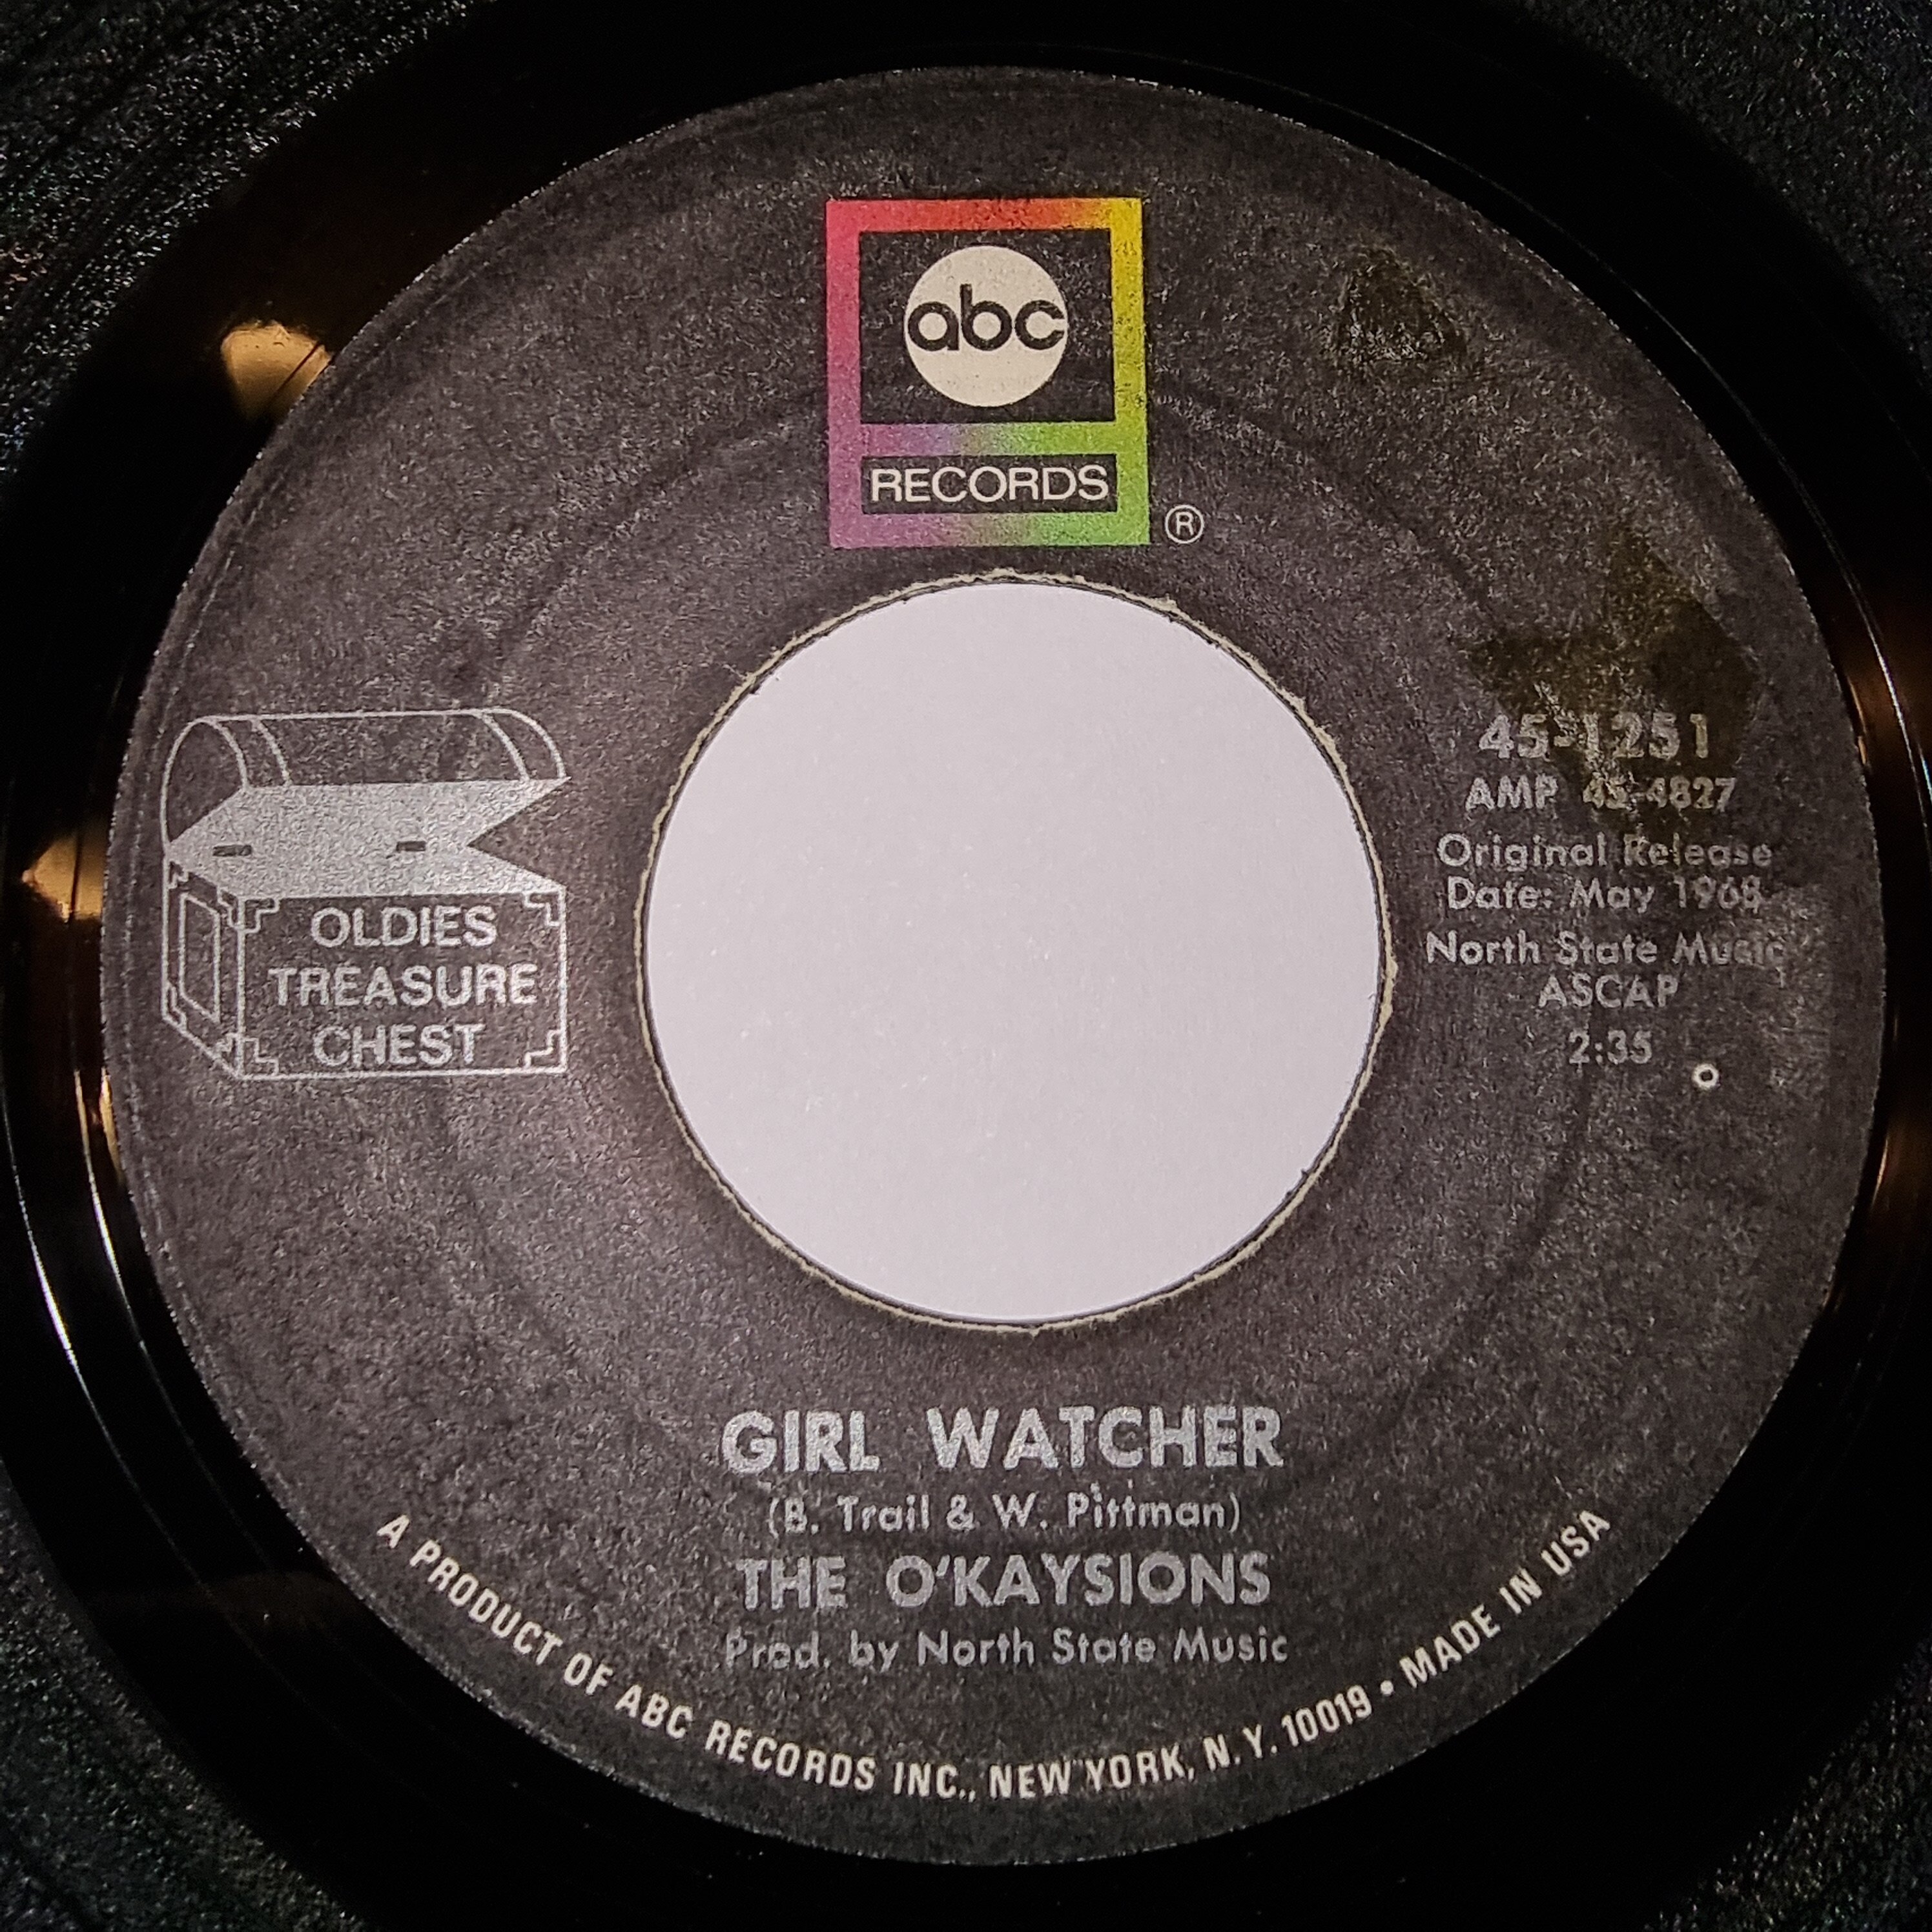 abc
RECORDS
®
OLDIES
TREASURE
CHEST
45-1251
AMP 45-4827
Original Release
Date: May 1968
North State Music
ASCAP
2:35
GIRL WATCHER
(B. Trail & W. Pittman)
THE O'KAYSIONS
Prod. by North State Music
A PRODUCT OF ABC RECORDS INC., NEW YORK, N.Y. 10019 • MADE IN USA